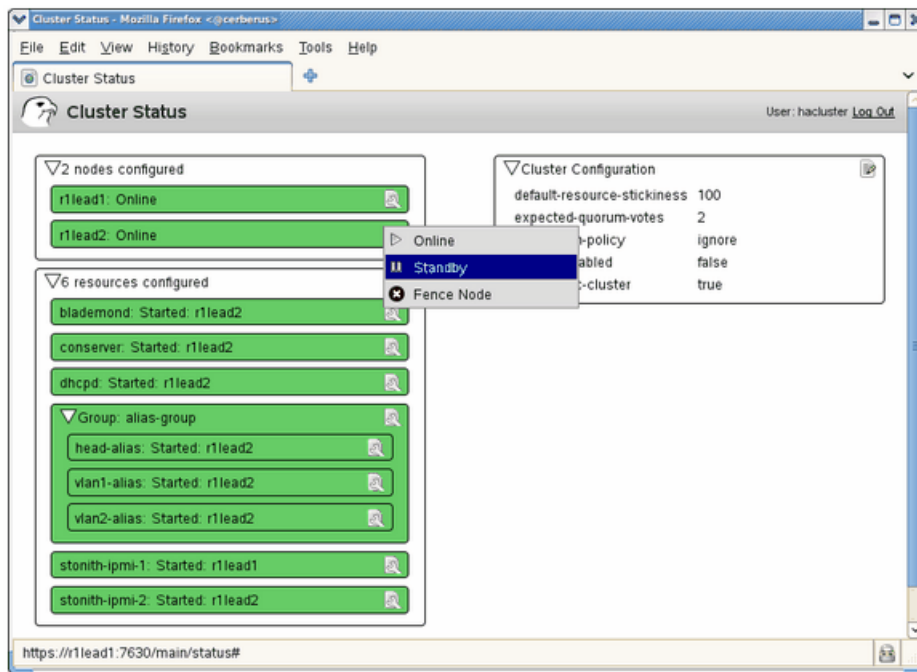 Cluster Status - Mozilla Firefox <@cerberus>
File Edit View History Bookmarks Tools Help
Cluster Status
Cluster Status
User: hacluster Log Out
2 nodes configured
r1lead1: Online
r1lead2: Online
Online
Standby
Fence Node
6 resources configured
blademond: Started: r1lead2
conserver: Started: r1lead2
dhcpd: Started: r1lead2
Group: alias-group
head-alias: Started: r1lead2
vlan1-alias: Started: r1lead2
vlan2-alias: Started: r1lead2
stonith-ipmi-1: Started: r1lead1
stonith-ipmi-2: Started: r1lead2
Cluster Configuration
default-resource-stickiness 100
expected-quorum-votes 2
-policy ignore
abled false
-cluster true
https://r1lead1:7630/main/status#